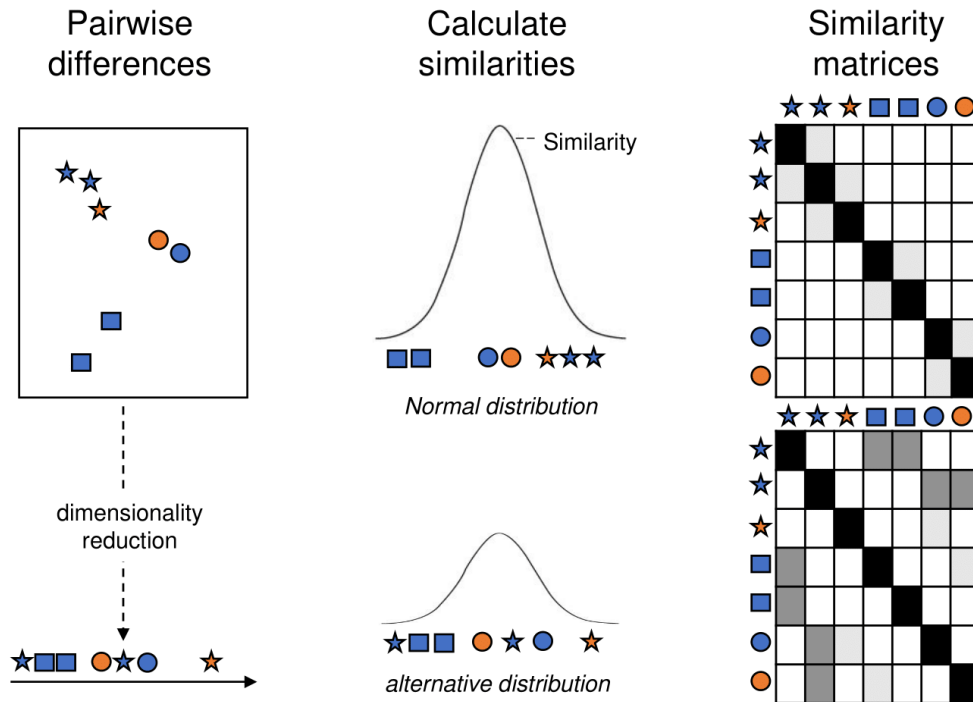 Pairwise
differences
Calculate
similarities
Similarity
matrices
Similarity
Normal distribution
dimensionality
reduction
alternative distribution